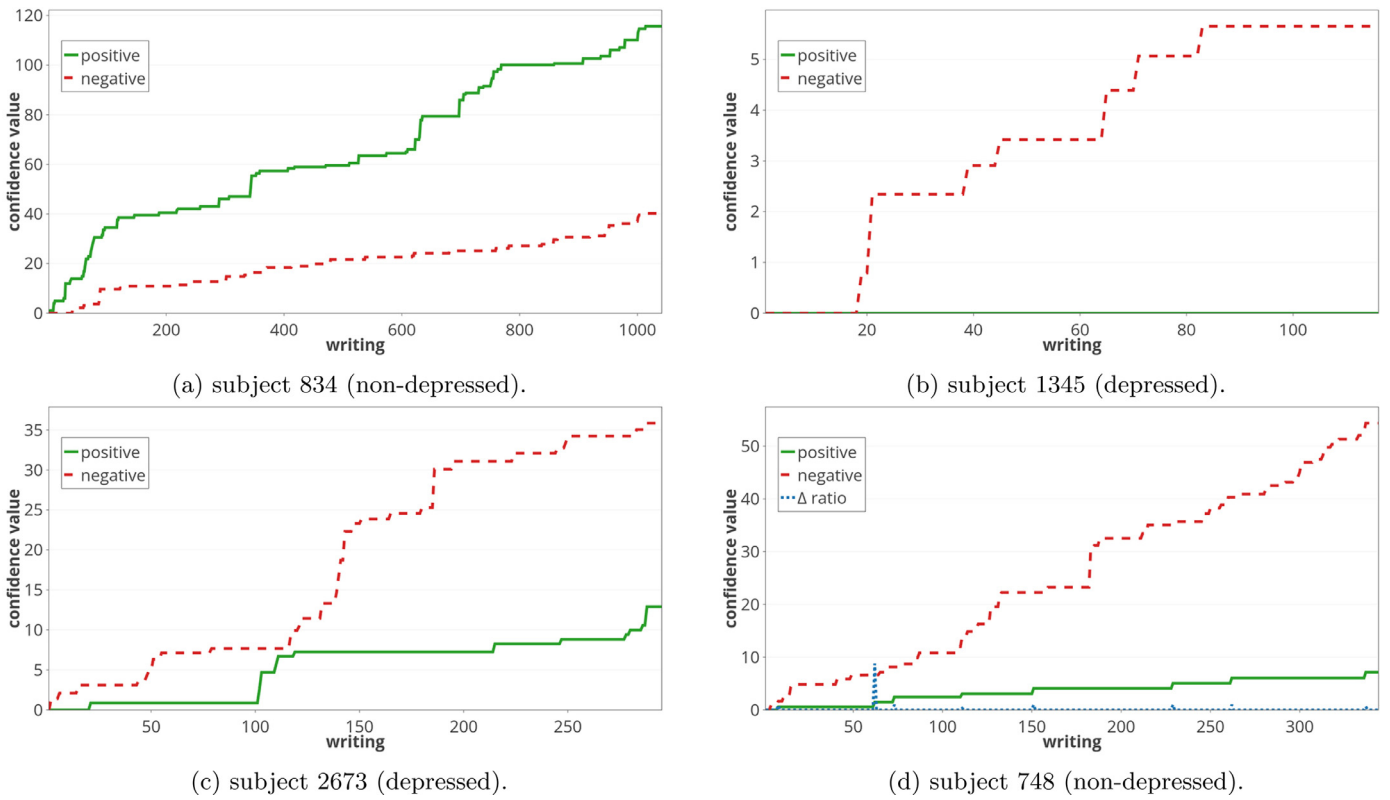 120
100
80
60
40
20
0
confidence value
positive
negative
200
400
600
800
1000
writing
(a) subject 834 (non-depressed).
5
4
3
2
1
0
confidence value
positive
negative
20
40
60
80
100
writing
(b) subject 1345 (depressed).
35
30
25
20
15
10
5
0
confidence value
positive
negative
50
100
150
200
250
writing
(c) subject 2673 (depressed).
50
40
30
20
10
0
confidence value
positive
negative
Δ ratio
50
100
150
200
250
300
writing
(d) subject 748 (non-depressed).